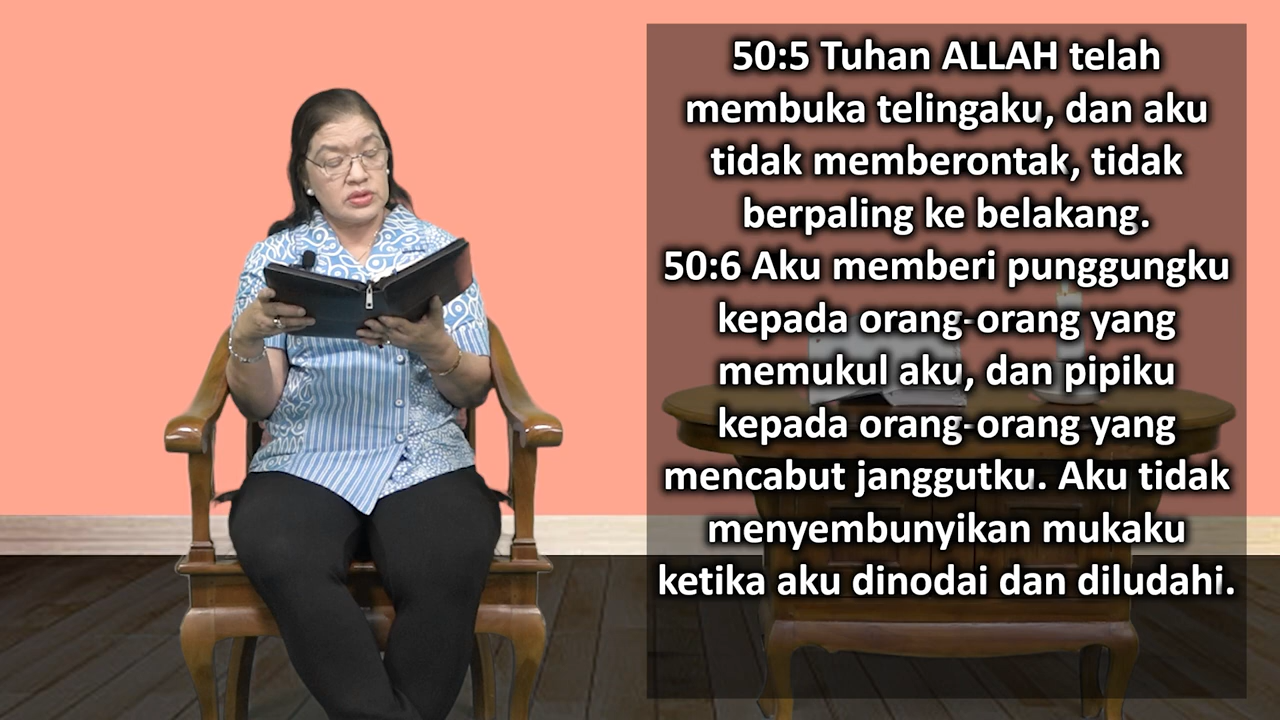 50:5 Tuhan ALLAH telah
membuka telingaku, dan aku
tidak memberontak, tidak
berpaling ke belakang.
50:6 Aku memberi punggungku
kepada orang-orang yang
memukul aku, dan pipiku
kepada orang-orang yang
mencabut janggutku. Aku tidak
menyembunyikan mukaku
ketika aku dinodai dan diludahi.